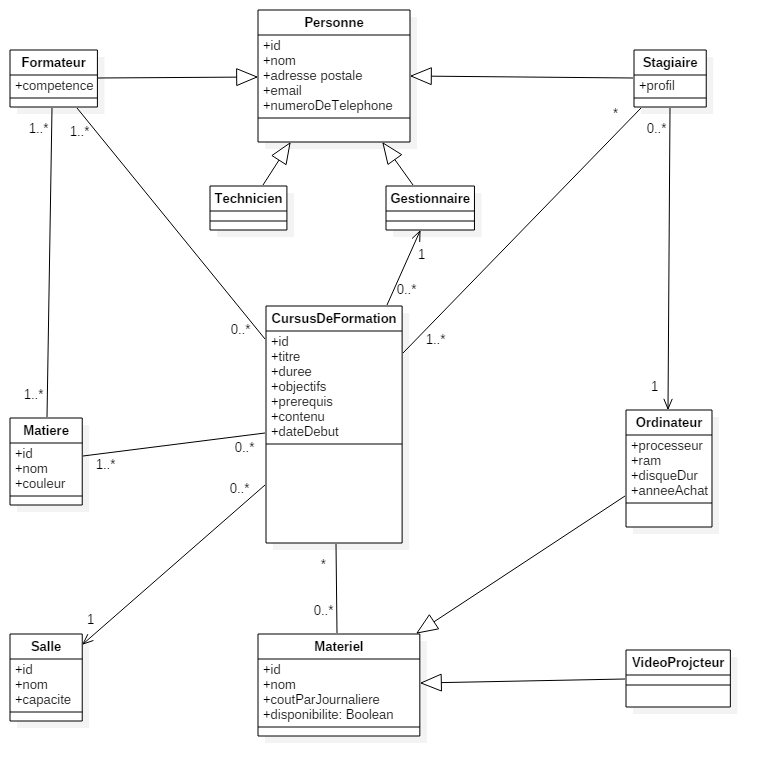 Personne
+id
+nom
+adresse postale
+email
+numeroDeTelephone
Formateur
+competence
Stagiaire
+profil
1..*
1..*
*
0..*
Technicien
Gestionnaire
1
0..*
0..*
1..*
CursusDeFormation
+id
+titre
+duree
+objectifs
+prerequis
+contenu
+dateDebut
1..*
1
Matiere
+id
+nom
+couleur
1..*
0..*
0..*
Ordinateur
+processeur
+ram
+disqueDur
+anneeAchat
*
0..*
1
Salle
+id
+nom
+capacite
Materiel
+id
+nom
+coutParJournaliere
+disponibilite: Boolean
VideoProjcteur